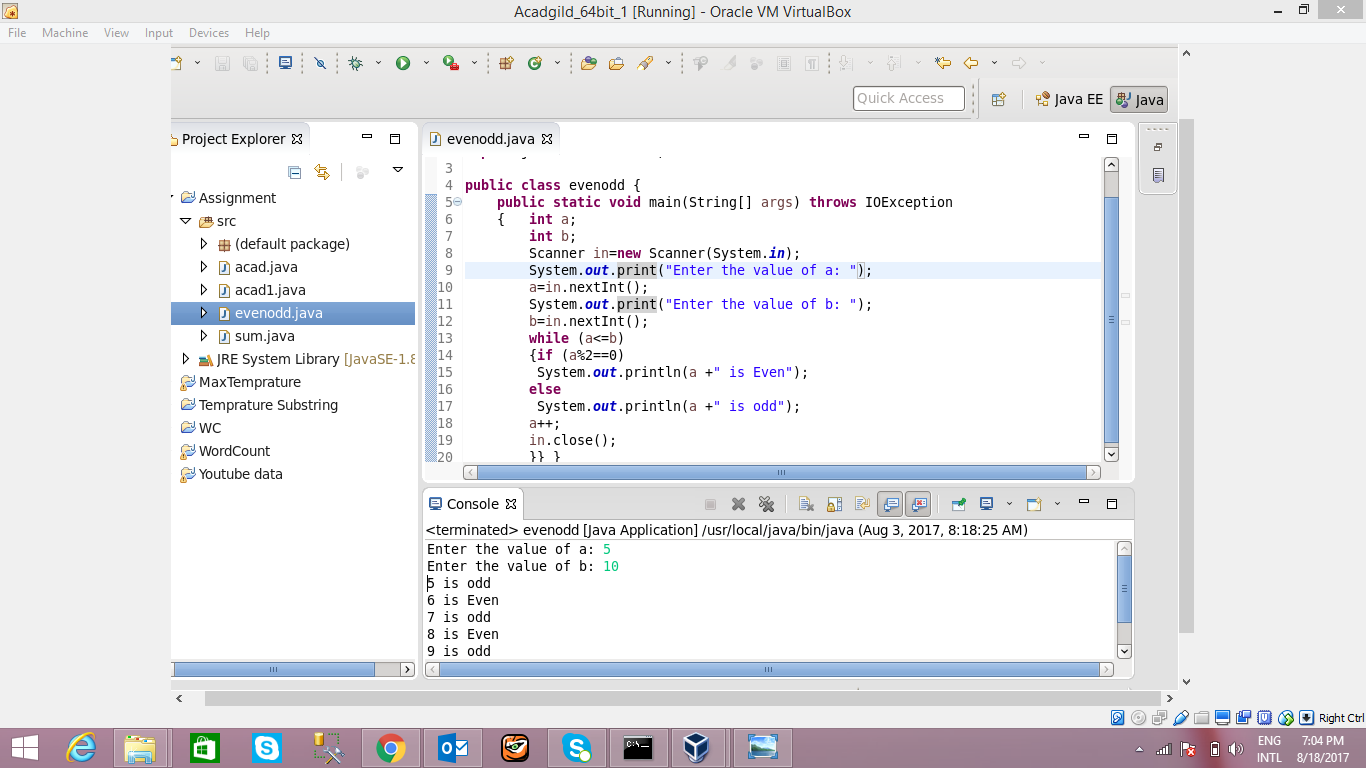 Acadgild_64bit_1 [Running] - Oracle VM VirtualBox
File Machine View Input Devices Help
Quick Access
Java EE
Java
Project Explorer
Assignment
src
(default package)
acad.java
acad1.java
evenodd.java
sum.java
JRE System Library [JavaSE-1.8
MaxTemprature
Temprature Substring
WC
WordCount
Youtube data
evenodd.java
3
4 public class evenodd {
5 public static void main(String[] args) throws IOException
6 { int a;
7 int b;
8 Scanner in=new Scanner(System.in);
9 System.out.print("Enter the value of a: ");
10 a=in.nextInt();
11 System.out.print("Enter the value of b: ");
12 b=in.nextInt();
13 while (a<=b)
14 {if (a%2==0)
15 System.out.println(a +" is Even");
16 else
17 System.out.println(a +" is odd");
18 a++;
19 in.close();
20 }} }
Console
<terminated> evenodd [Java Application] /usr/local/java/bin/java (Aug 3, 2017, 8:18:25 AM)
Enter the value of a: 5
Enter the value of b: 10
5 is odd
6 is Even
7 is odd
8 is Even
9 is odd
Right Ctrl
ENG 7:04 PM
INTL 8/18/2017